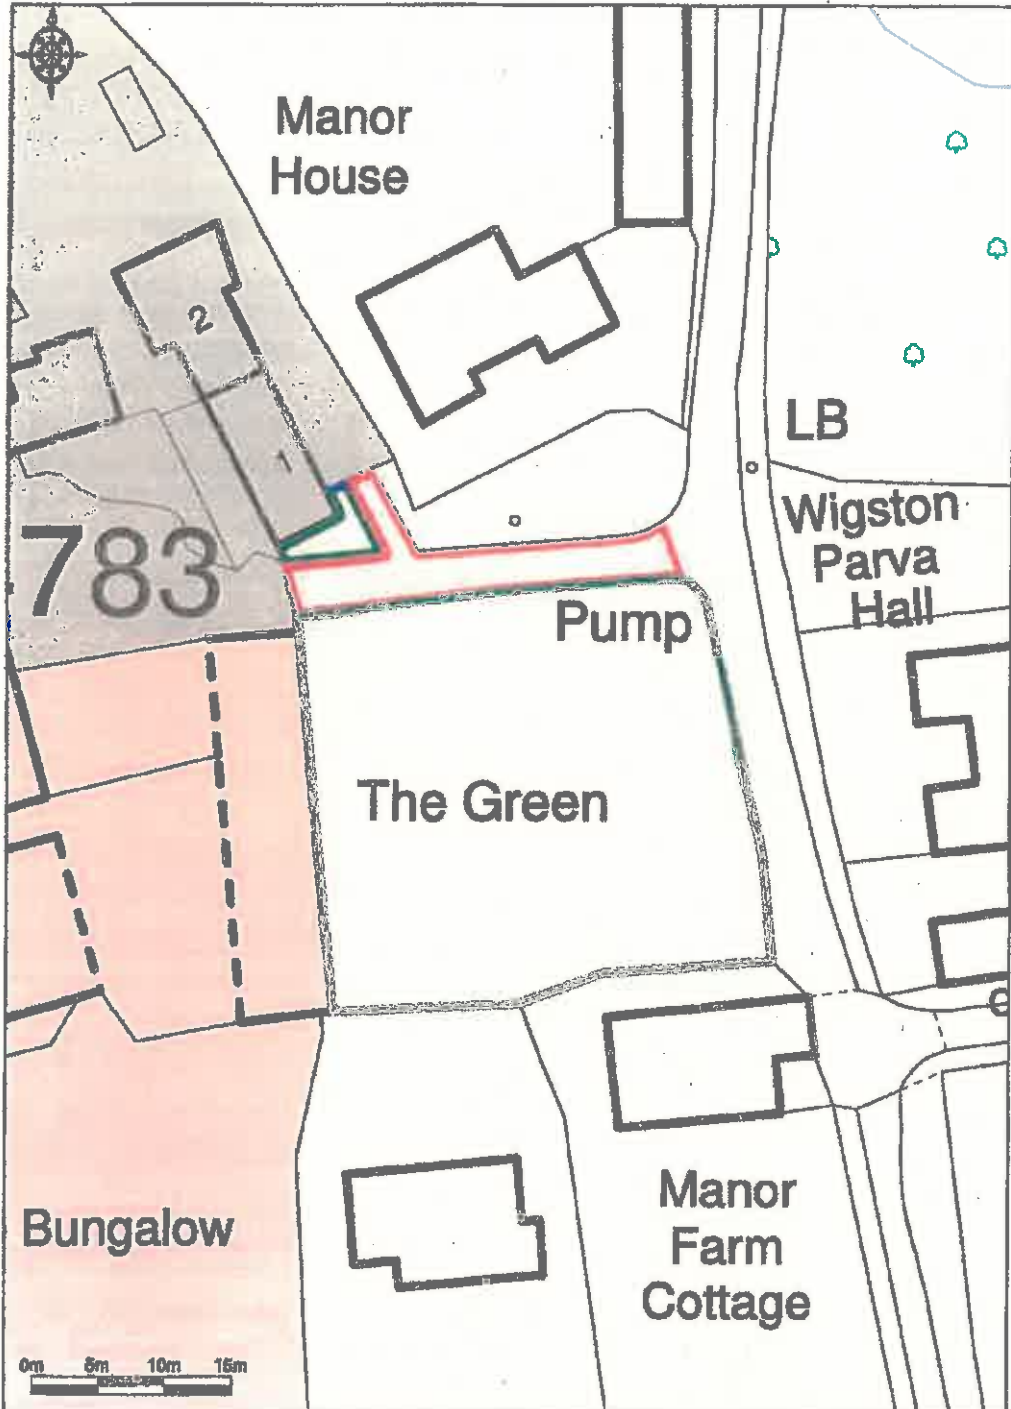 Manor
House
2
1
LB
783
Wigston
Parva
Hall
Pump
The Green
Bungalow
Manor
Farm
Cottage
0m 5m 10m 15m